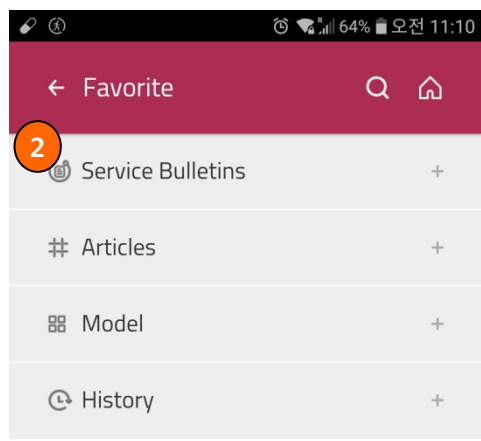 64% 오전 11:10
Favorite
2
Service Bulletins
+
Articles
+
Model
+
History
+